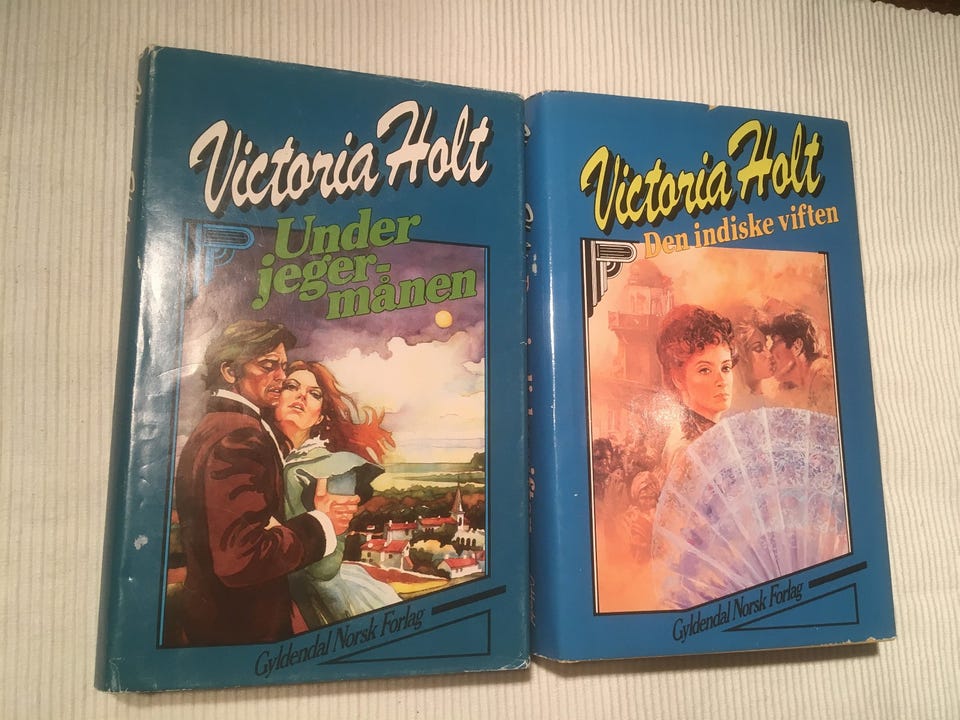 Victoria Holt
Under
jeger-
månen
Gyldendal Norsk Forlag
Victoria Holt
Den indiske viften
P
Gyldendal Norsk Forlag